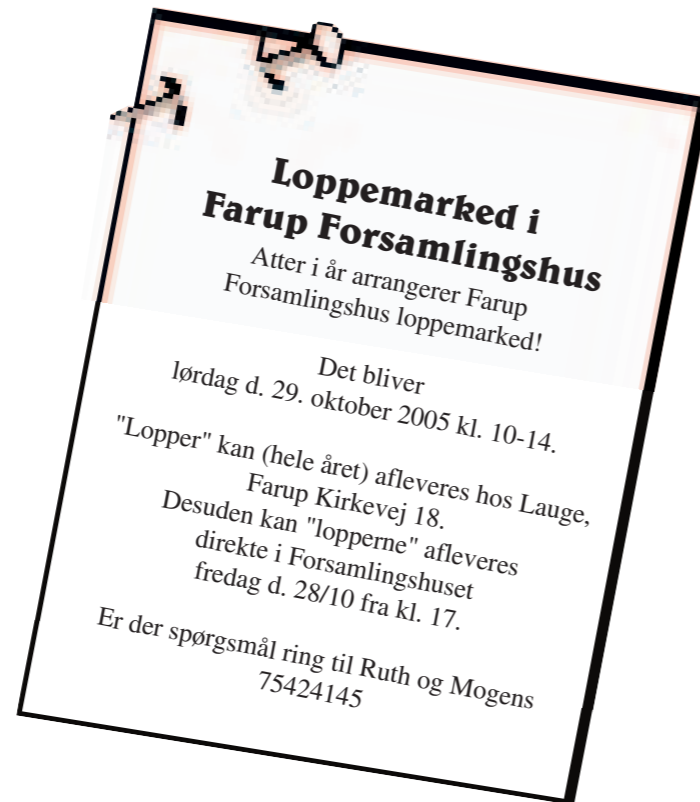 Loppemarked i
Farup Forsamlingshus
Atter i år arrangerer Farup
Forsamlingshus loppemarked!
Det bliver
lørdag d. 29. oktober 2005 kl. 10-14.
"Lopper" kan (hele året) afleveres hos Lauge,
Farup Kirkevej 18.
Desuden kan "lopperne" afleveres
direkte i Forsamlingshuset
fredag d. 28/10 fra kl. 17.
Er der spørgsmål ring til Ruth og Mogens
75424145